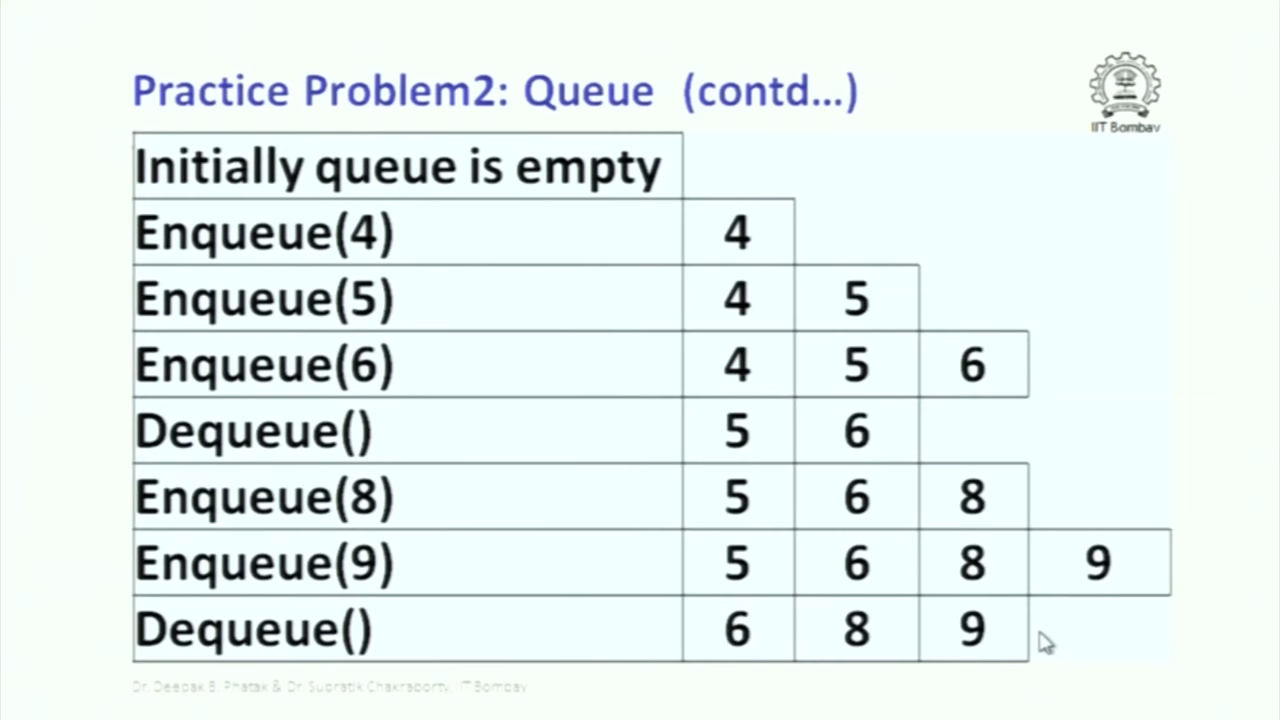 Practice Problem2: Queue (contd...)
IIT Bombay
Initially queue is empty
Enqueue(4) 4
Enqueue(5) 4 5
Enqueue(6) 4 5 6
Dequeue() 5 6
Enqueue(8) 5 6 8
Enqueue(9) 5 6 8 9
Dequeue() 6 8 9
Dr. Deepak B. Phatak & Dr. Supratik Chakraborty, IIT Bombay